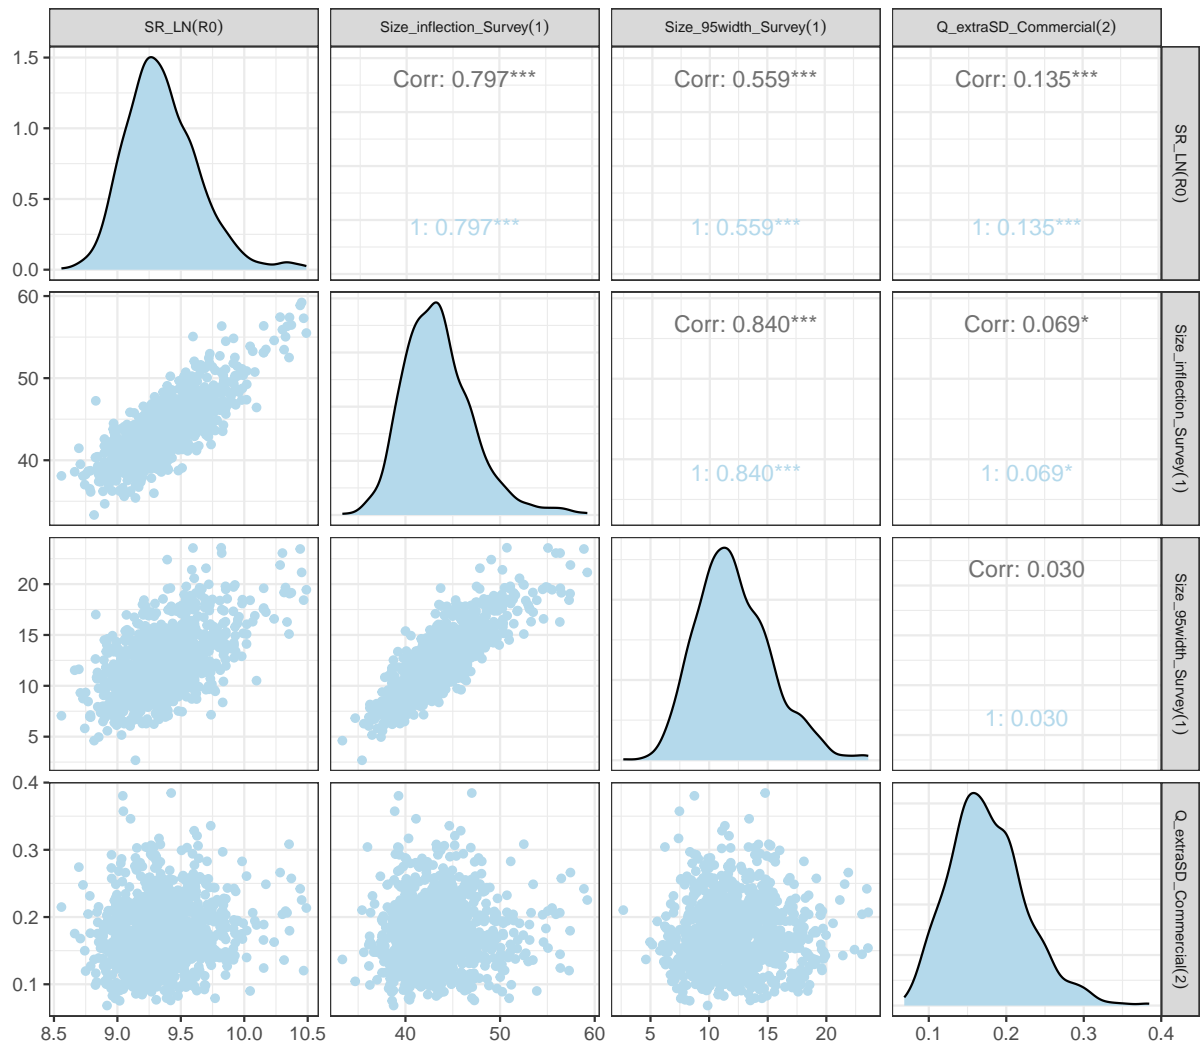 SR_LN(R0)
Size_inflection_Survey(1)
Size_95width_Survey(1)
Q_extraSD_Commercial(2)
1.5
1.0
0.5
0.0
Corr: 0.797***
1: 0.797***
Corr: 0.559***
1: 0.559***
Corr: 0.135***
1: 0.135***
SR_LN(R0)
60
50
40
Corr: 0.840***
1: 0.840***
Corr: 0.069*
1: 0.069*
Size_inflection_Survey(1)
20
15
10
5
Corr: 0.030
1: 0.030
Size_95width_Survey(1)
0.4
0.3
0.2
0.1
Q_extraSD_Commercial(2)
8.5 9.0 9.5 10.0 10.5
40 50 60
5 10 15 20
0.1 0.2 0.3 0.4